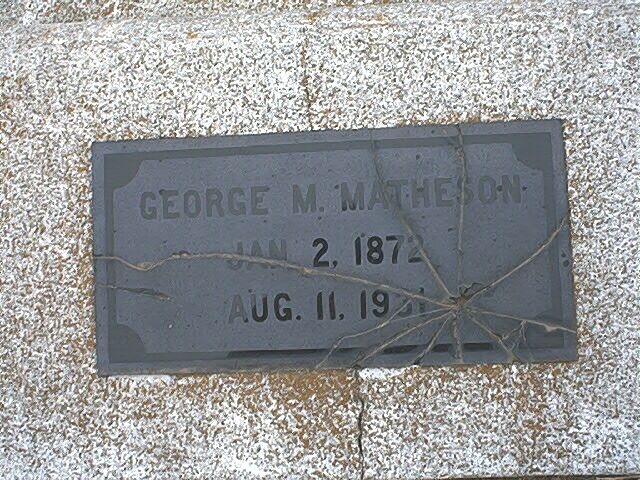 GEORGE M. MATHESON
JAN. 2, 1872
AUG. 11,